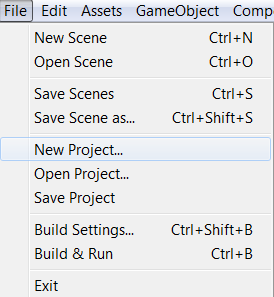 File Edit Assets GameObject Comp
New Scene Ctrl+N
Open Scene Ctrl+O
Save Scenes Ctrl+S
Save Scene as... Ctrl+Shift+S
New Project...
Open Project...
Save Project
Build Settings... Ctrl+Shift+B
Build & Run Ctrl+B
Exit